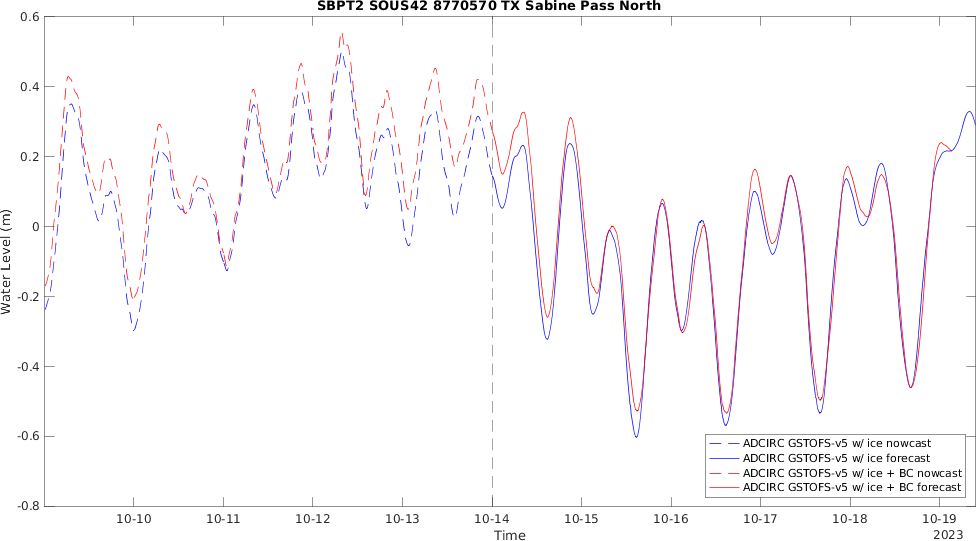 SBPT2 SOUS42 8770570 TX Sabine Pass North
Water Level (m)
0.6
0.4
0.2
0
-0.2
-0.4
-0.6
-0.8
ADCIRC GSTOFS-v5 w/ ice nowcast
ADCIRC GSTOFS-v5 w/ ice forecast
ADCIRC GSTOFS-v5 w/ ice + BC nowcast
ADCIRC GSTOFS-v5 w/ ice + BC forecast
10-10 10-11 10-12 10-13 10-14 10-15 10-16 10-17 10-18 10-19
Time 2023